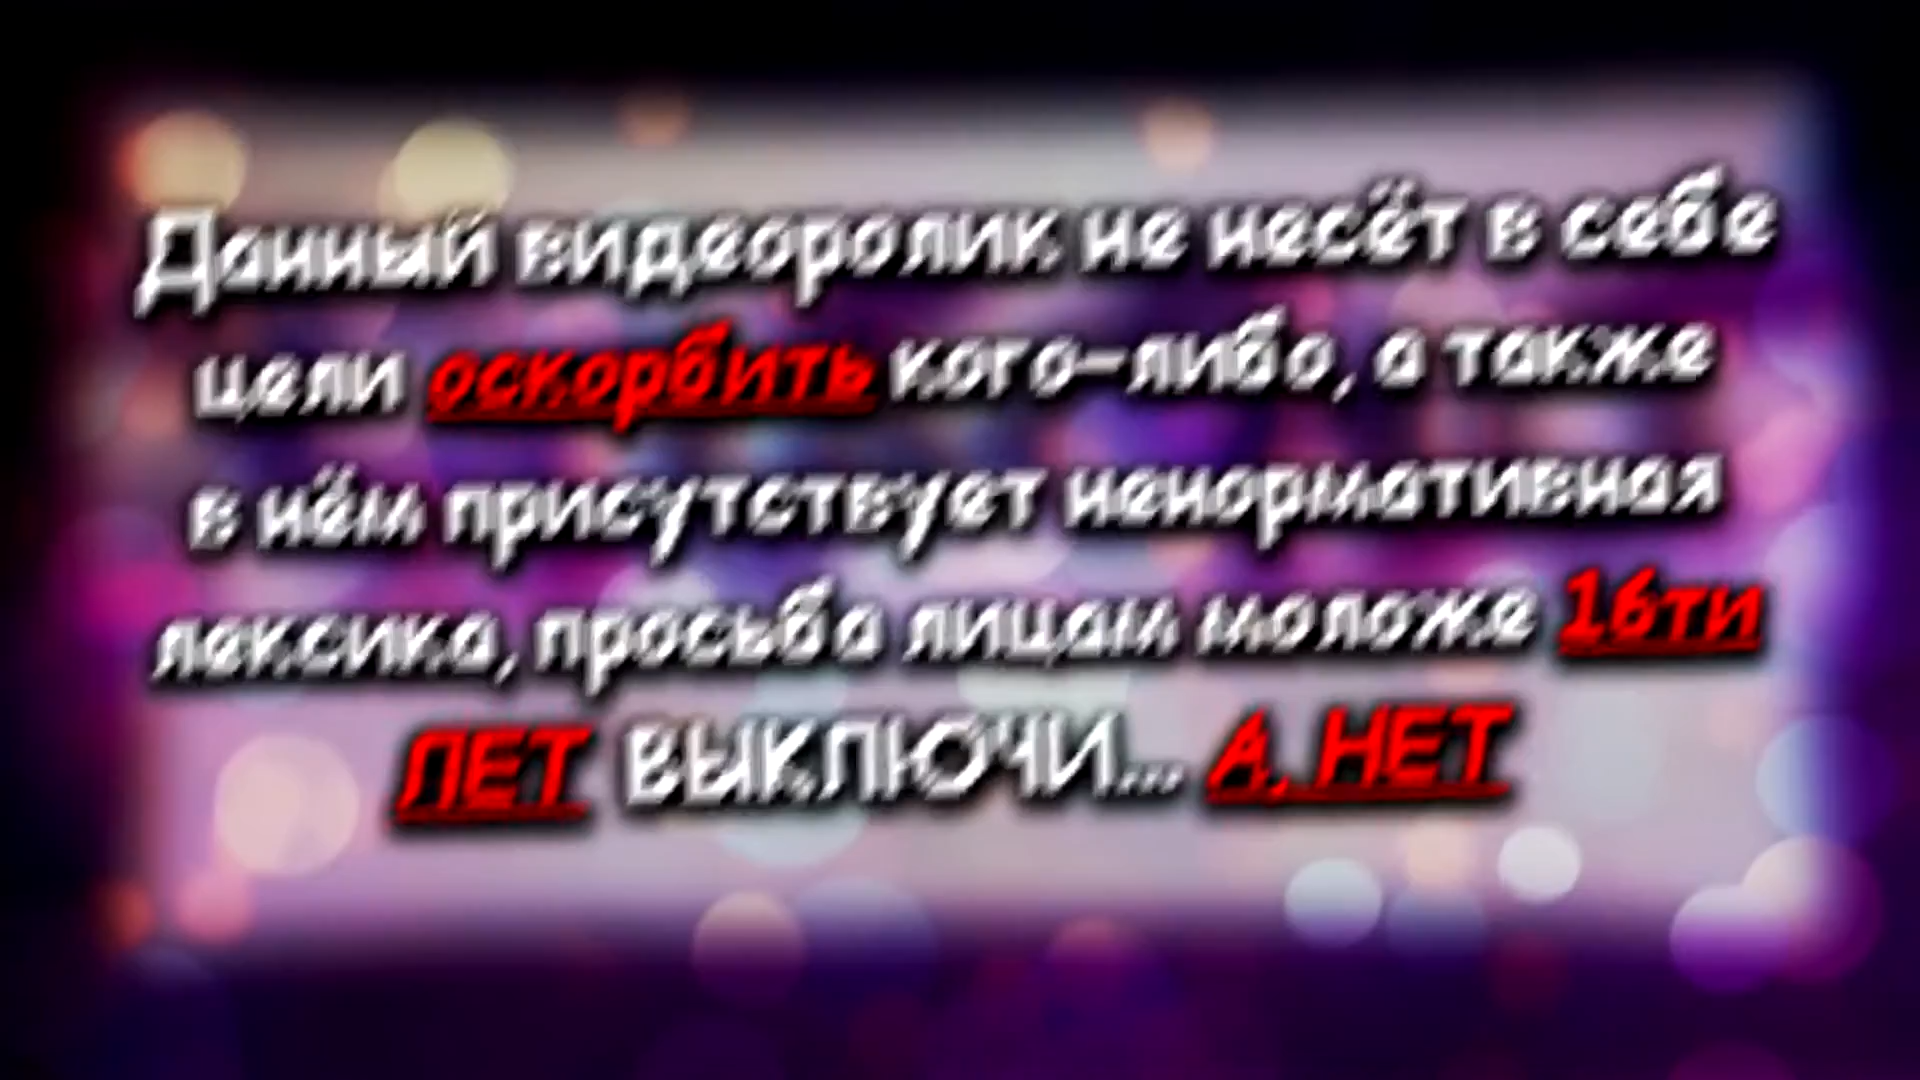 Данный видеоролик не несёт в себе
цели оскорбить кого-либо, а также
в нём присутствует ненормативная
лексика, просьба лицам моложе 16ти
ЛЕТ ВЫКЛЮЧИ... А, НЕТ